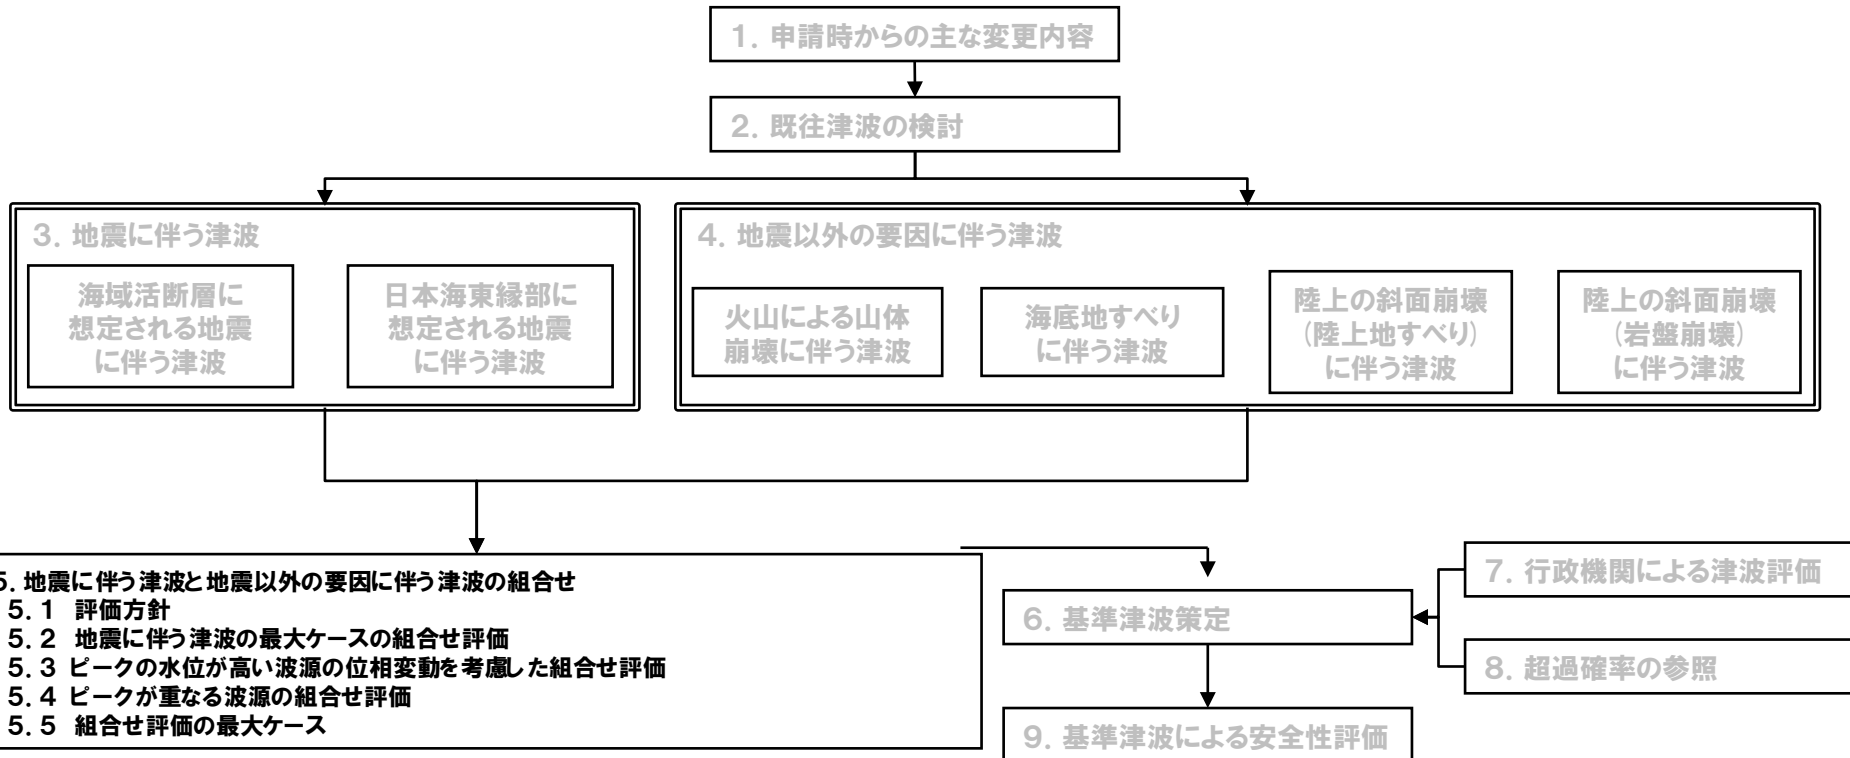 1. 申請時からの主な変更内容
2. 既往津波の検討
3. 地震に伴う津波
海域活断層に
想定される地震
に伴う津波
日本海東縁部に
想定される地震
に伴う津波
4. 地震以外の要因に伴う津波
火山による山体
崩壊に伴う津波
海底地すべり
に伴う津波
陸上の斜面崩壊
(陸上地すべり)
に伴う津波
陸上の斜面崩壊
(岩盤崩壊)
に伴う津波
5. 地震に伴う津波と地震以外の要因に伴う津波の組合せ
5.1 評価方針
5.2 地震に伴う津波の最大ケースの組合せ評価
5.3 ピークの水位が高い波源の位相変動を考慮した組合せ評価
5.4 ピークが重なる波源の組合せ評価
5.5 組合せ評価の最大ケース
6. 基準津波策定
7. 行政機関による津波評価
8. 超過確率の参照
9. 基準津波による安全性評価